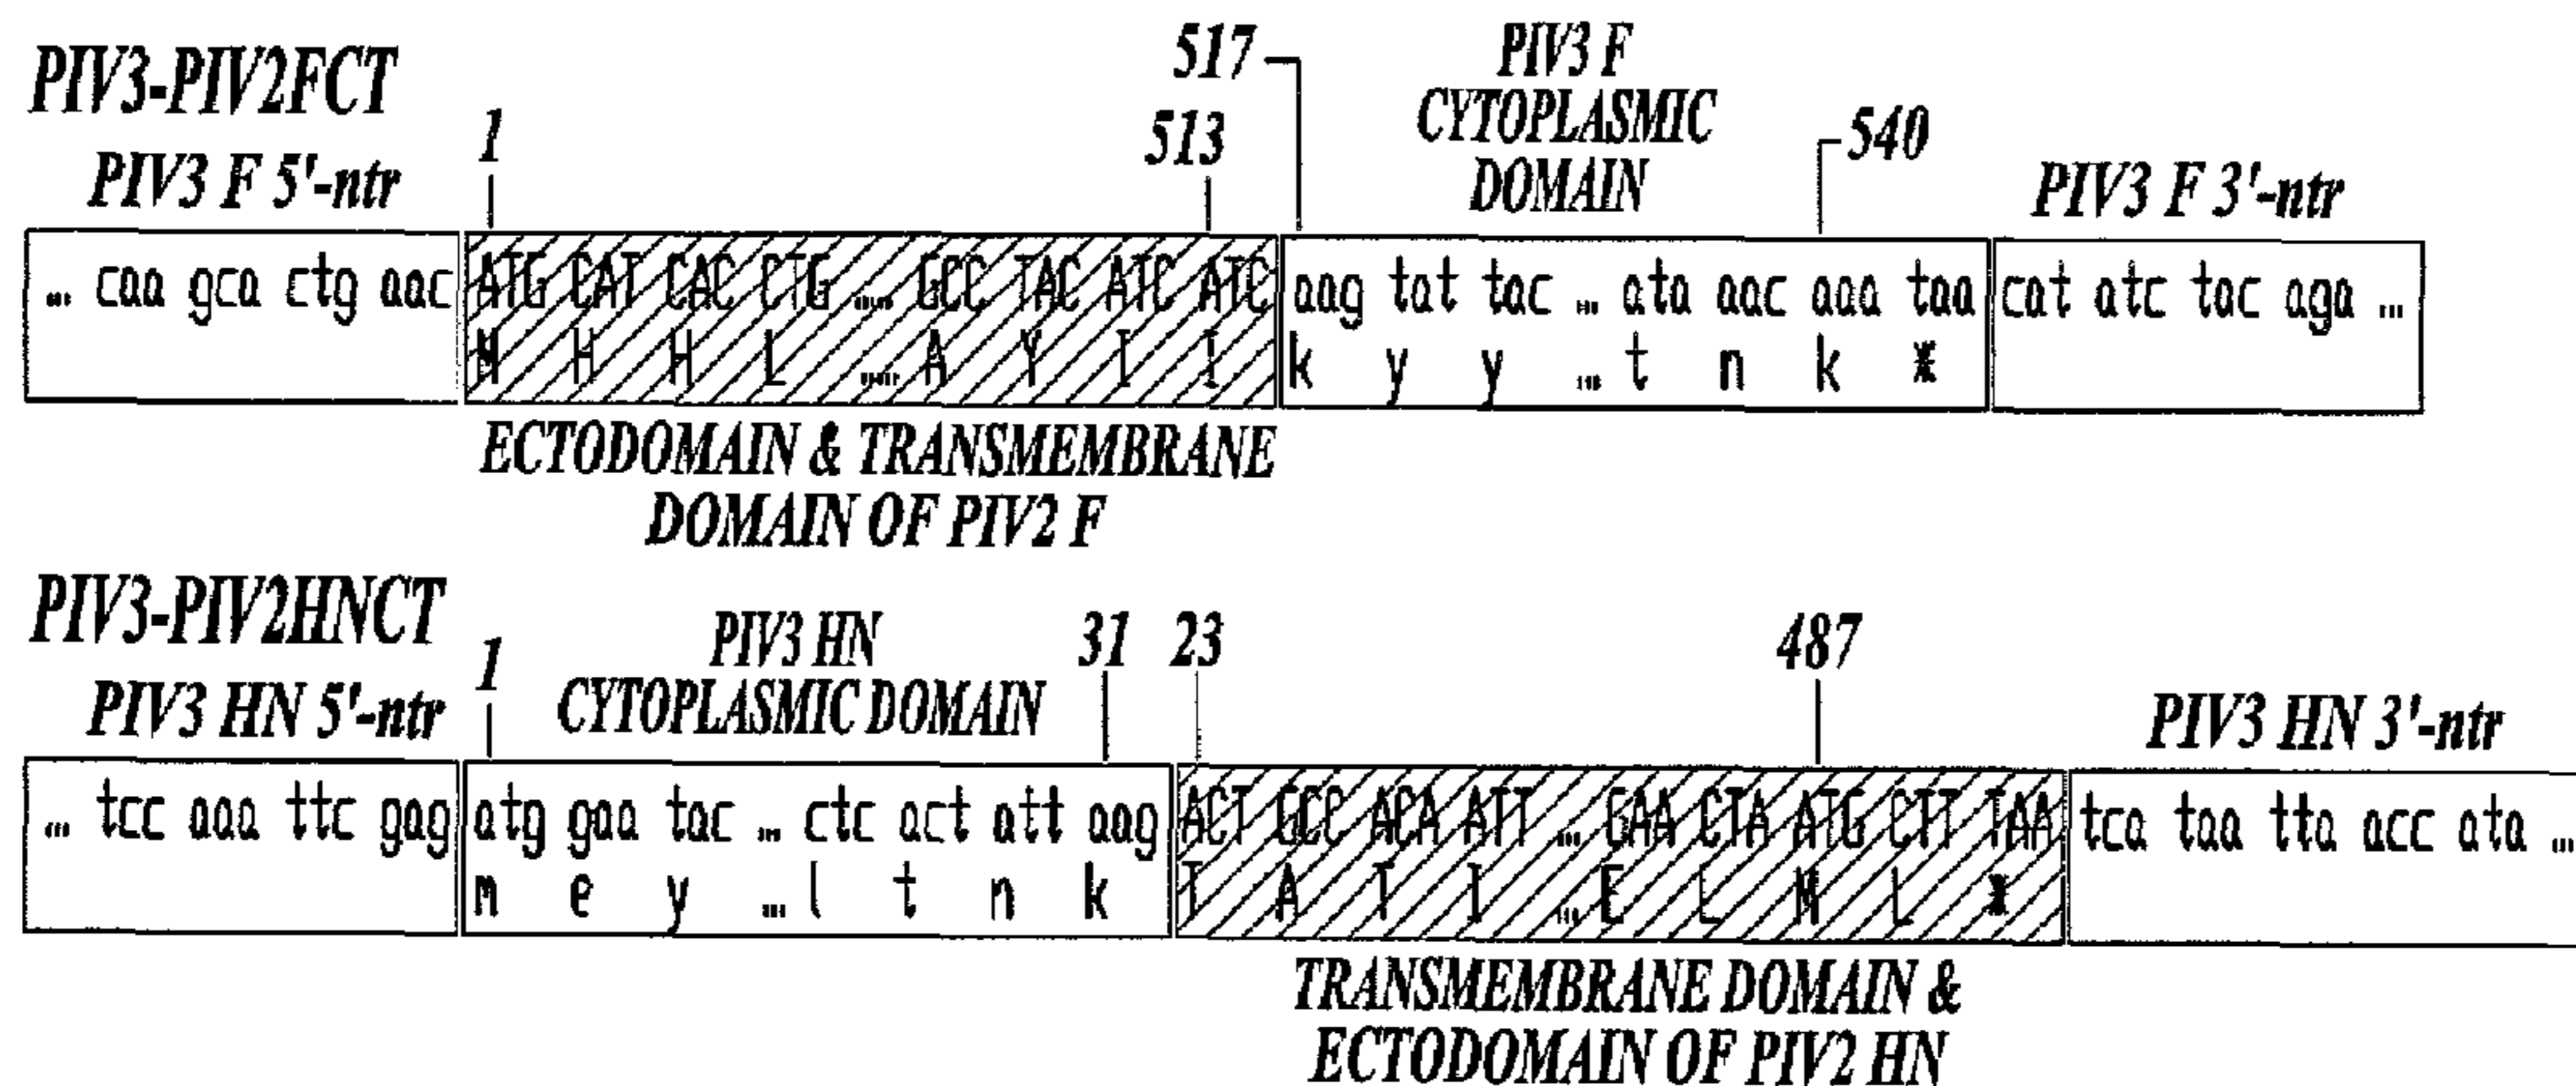 PIV3-PIV2FCT
PIV3 F 5'-ntr
1
513
517
PIV3 F
CYTOPLASMIC
DOMAIN
540
PIV3 F 3'-ntr
... caa gca ctg aac ATG CAT CAC CTG ..... GCC TAC ATC ATC aag tat tac ... ata aac aaa taa cat atc tac aga ...
M H H L ..... A Y I I k y y ... t n k *
ECTODOMAIN & TRANSMEMBRANE
DOMAIN OF PIV2 F
PIV3-PIV2HNCT
PIV3 HN 5'-ntr
1
PIV3 HN
CYTOPLASMIC DOMAIN
31
23
487
PIV3 HN 3'-ntr
... tcc aaa ttc gag atg gaa tac ... ctc act att aag ACT GCC ACA ATT ... GAA CTA ATG CTT TAA tca taa tta acc ata ...
m e y ... l t n k T A T I ... E L M L *
TRANSMEMBRANE DOMAIN &
ECTODOMAIN OF PIV2 HN